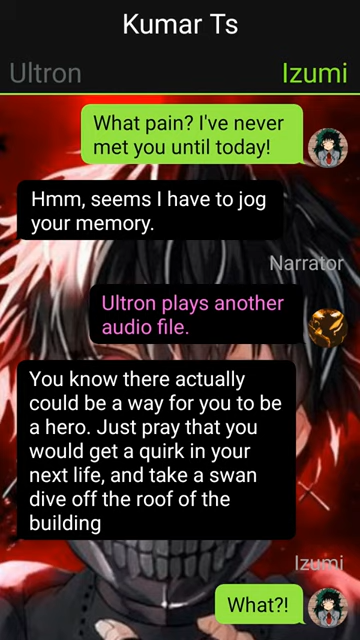 Kumar Ts
Ultron
Izumi
What pain? I've never
met you until today!
Hmm, seems I have to jog
your memory.
Narrator
Ultron plays another
audio file.
You know there actually
could be a way for you to be
a hero. Just pray that you
would get a quirk in your
next life, and take a swan
dive off the roof of the
building
Izumi
What?!